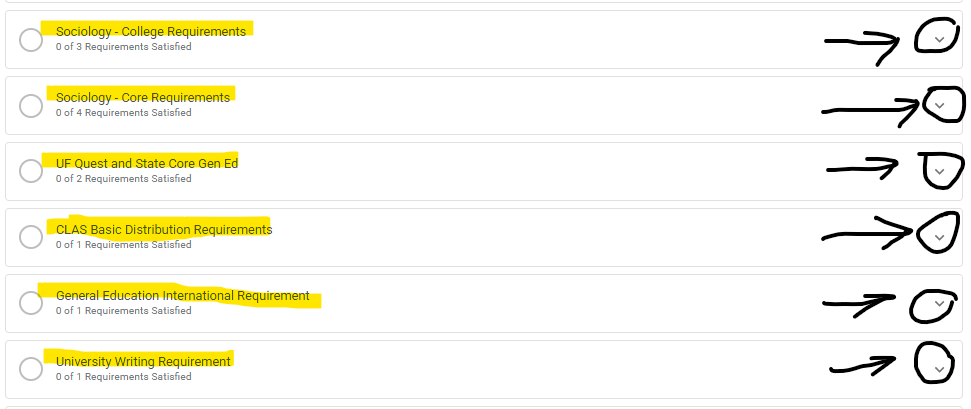 Sociology - College Requirements
0 of 3 Requirements Satisfied
Sociology - Core Requirements
0 of 4 Requirements Satisfied
UF Quest and State Core Gen Ed
0 of 2 Requirements Satisfied
CLAS Basic Distribution Requirements
0 of 1 Requirements Satisfied
General Education International Requirement
0 of 1 Requirements Satisfied
University Writing Requirement
0 of 1 Requirements Satisfied